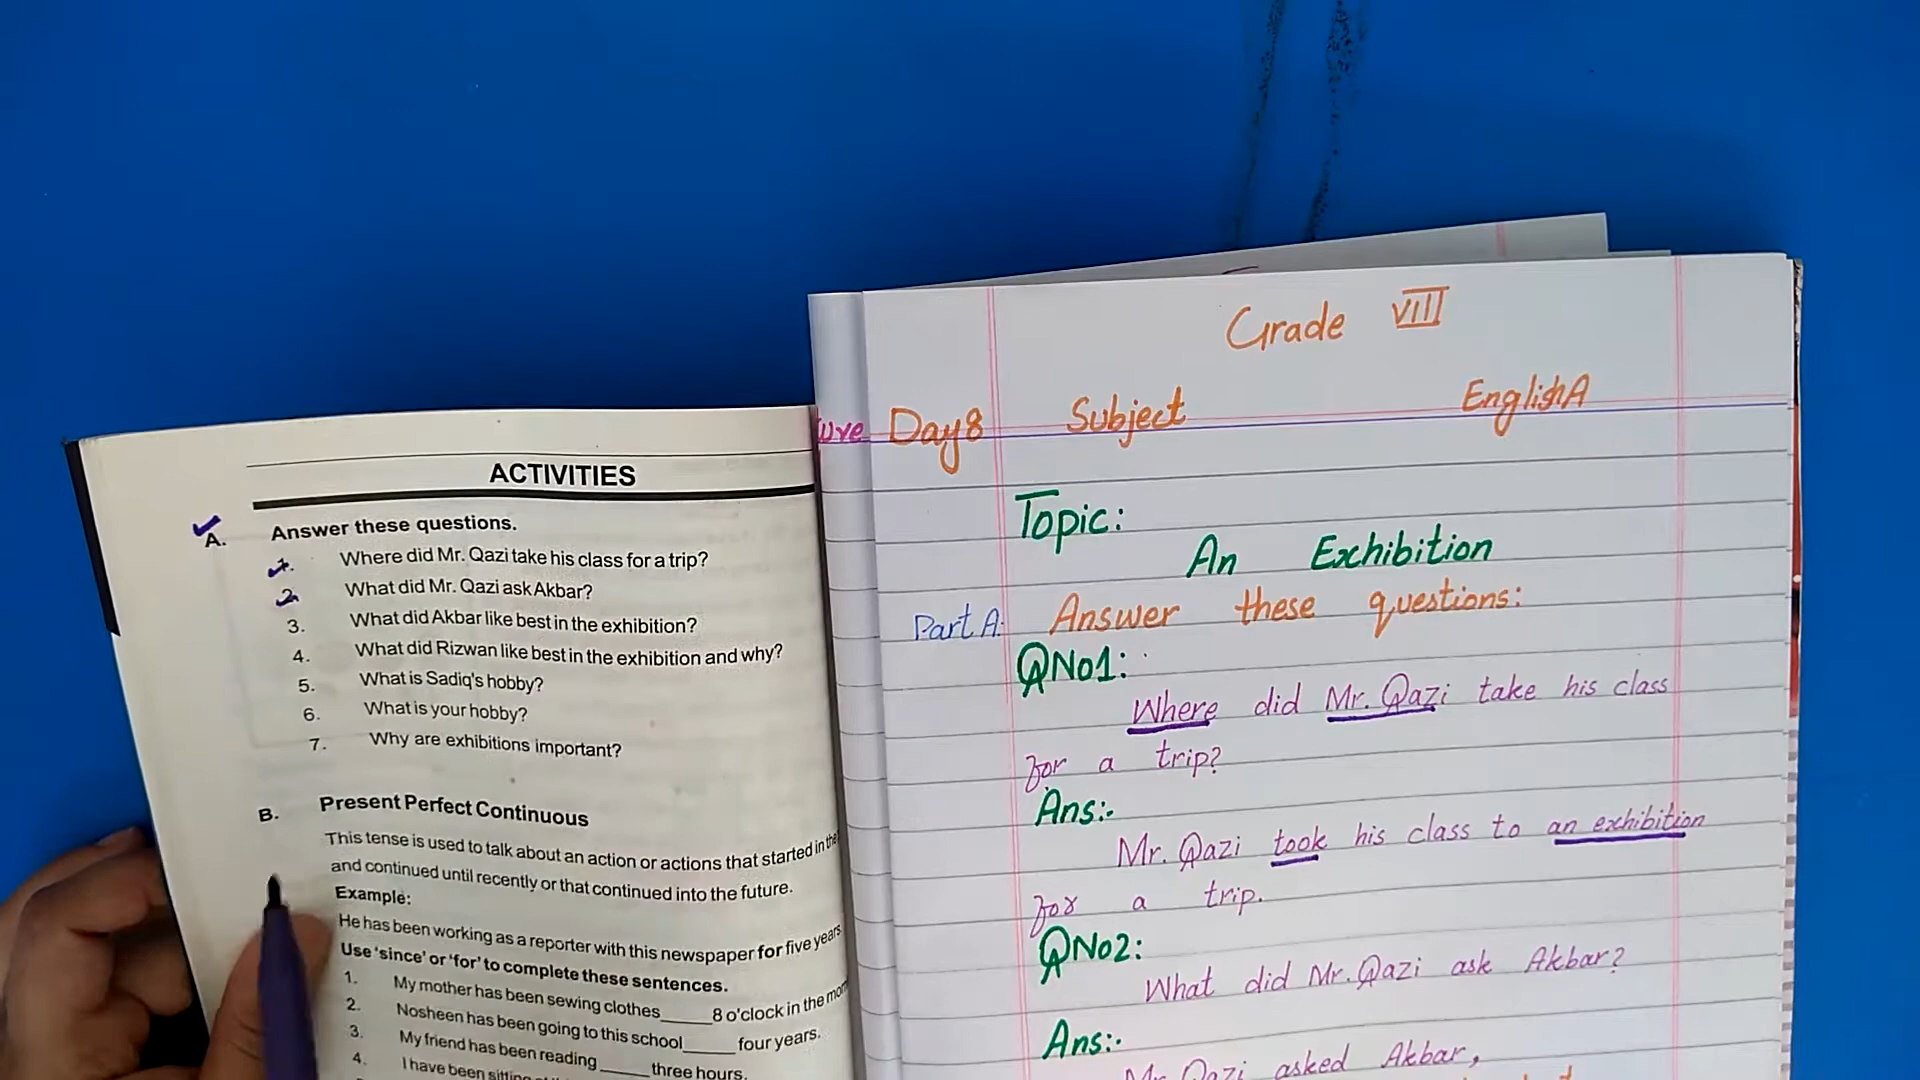 ACTIVITIES
A. Answer these questions.
1. Where did Mr. Qazi take his class for a trip?
2. What did Mr. Qazi ask Akbar?
3. What did Akbar like best in the exhibition?
4. What did Rizwan like best in the exhibition and why?
5. What is Sadiq's hobby?
6. What is your hobby?
7. Why are exhibitions important?
B. Present Perfect Continuous
This tense is used to talk about an action or actions that started in the
and continued until recently or that continued into the future.
Example:
He has been working as a reporter with this newspaper for five years
Use 'since' or 'for' to complete these sentences.
1. My mother has been sewing clothes _____ 8 o'clock in the
2. Nosheen has been going to this school _____ four years.
3. My friend has been reading _____ three hours.
4. I have been
Grade VIII
Day8 Subject EnglishA
Topic:
An Exhibition
Part A: Answer these questions:
QNo1:
Where did Mr. Qazi take his class
for a trip?
Ans:-
Mr. Qazi took his class to an exhibition
for a trip.
QNo2:
What did Mr. Qazi ask Akbar?
Ans:-
Mr. Qazi asked Akbar,